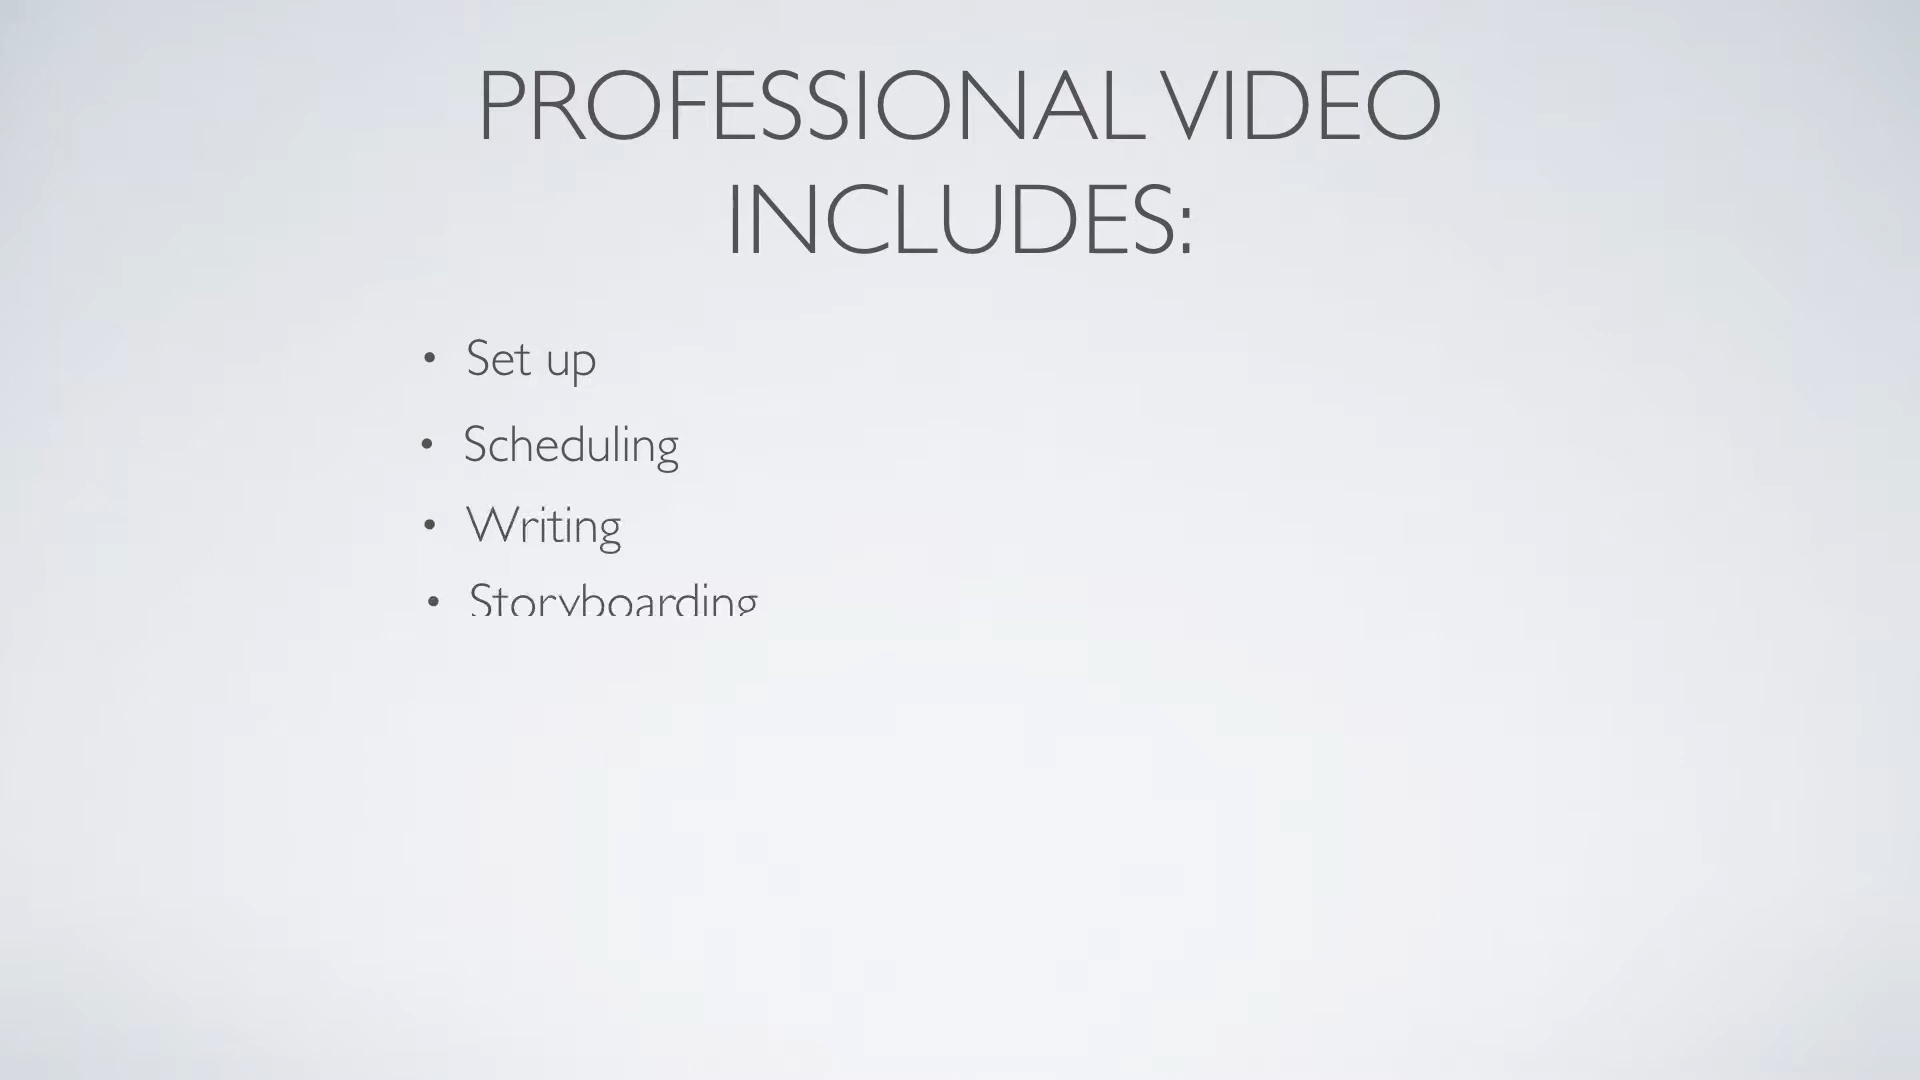 PROFESSIONAL VIDEO
INCLUDES:
• Set up
• Scheduling
• Writing
• Storyboarding